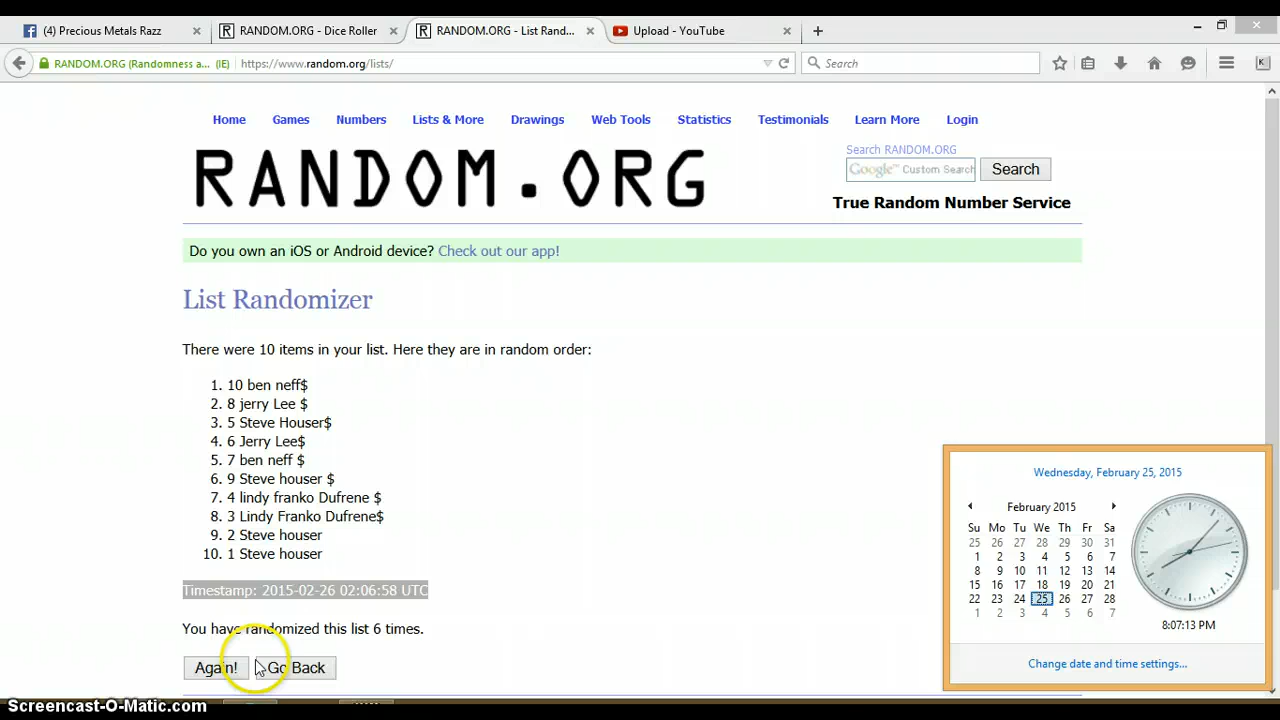 (4) Precious Metals Razz
RANDOM.ORG - Dice Roller
RANDOM.ORG - List Rand...
Upload - YouTube
RANDOM.ORG (Randomness a... (IE)
https://www.random.org/lists/
Search
Home Games Numbers Lists & More Drawings Web Tools Statistics Testimonials Learn More Login
RANDOM.ORG
Search RANDOM.ORG
Google™ Custom Search
Search
True Random Number Service
Do you own an iOS or Android device? Check out our app!
List Randomizer
There were 10 items in your list. Here they are in random order:
1. 10 ben neff$
2. 8 jerry Lee $
3. 5 Steve Houser$
4. 6 Jerry Lee$
5. 7 ben neff $
6. 9 Steve houser $
7. 4 lindy franko Dufrene $
8. 3 Lindy Franko Dufrene$
9. 2 Steve houser
10. 1 Steve houser
Timestamp: 2015-02-26 02:06:58 UTC
You have randomized this list 6 times.
Again! Go Back
Wednesday, February 25, 2015
February 2015
Su Mo Tu We Th Fr Sa
25 26 27 28 29 30 31
1 2 3 4 5 6 7
8 9 10 11 12 13 14
15 16 17 18 19 20 21
22 23 24 25 26 27 28
1 2 3 4 5 6 7
8:07:13 PM
Change date and time settings...
Screencast-O-Matic.com